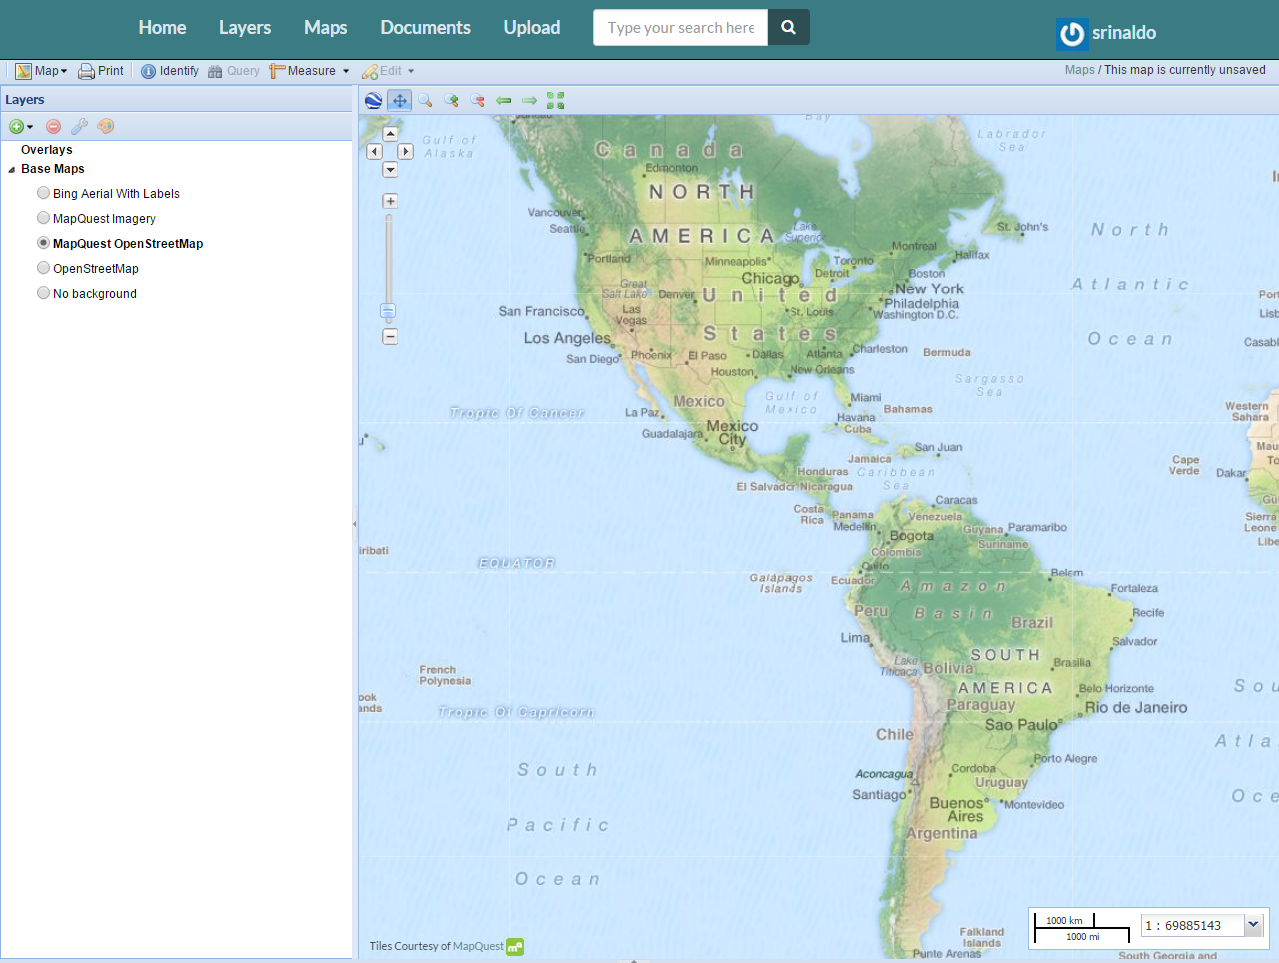 Home Layers Maps Documents Upload Type your search here srinaldo
Map Print Identify Query Measure Edit Maps / This map is currently unsaved
Layers
Overlays
Base Maps
Bing Aerial With Labels
MapQuest Imagery
MapQuest OpenStreetMap
OpenStreetMap
No background
Juneau
Bay
Gulf of
Alaska
Labrador
Sea
Canada
Edmonton
NORTH
Vancouver
Seattle
AMERICA
Lake
Superior
St. John's
North
Montreal
Halifax
Portland
Minneapolis
Toronto
Chicago
Detroit
Boston
Great
Salt Lake
Denver
United
New York
Atlantic
Philadelphia
Washington D.C.
San Francisco
Las
Vegas
St. Louis
States
Los Angeles
Ocean
San Diego
Phoenix
El Paso
Dallas
Atlanta
Charleston
Bermuda
Houston
New Orleans
Sargasso
Sea
Port
Lisb
Casabl
Tropic Of Cancer
La Paz
Mexico
Gulf of
Mexico
Miami
Bahamas
Havana
Cuba
Western
Sahara
Guadalajara
Mexico
City
San Juan
Mau
To
Jamaica
Honduras
Caribbean
Sea
Cape
Verde
Dakar
El Salvador
Nicaragua
Gu
Costa
Rica
Panama
Caracas
Venezuela
Sierra
Leone
Medellin
Guyana
Paramaribo
Bogota
Suriname
Libe
Colombia
iribati
EQUATOR
Quito
Galápagos
Islands
Ecuador
Amazon
Basin
Belem
Fortaleza
Peru
Brazil
Recife
Lima
Salvador
SOUTH
Lake
Titicaca
Bolivia
Brasilia
French
Polynesia
AMERICA
Belo Horizonte
ook
ands
Paraguay
Rio de Janeiro
Tropic Of Capricorn
Sao Paulo
Sou
Chile
Atla
South
Aconcagua
Cordoba
Porto Alegre
Santiago
Uruguay
Oce
Buenos
Aires
Montevideo
Pacific
Argentina
Ocean
Falkland
Islands
Punte Arenas
South Georgia and
1000 km
1000 mi
1 : 69885143
Tiles Courtesy of MapQuest
mq